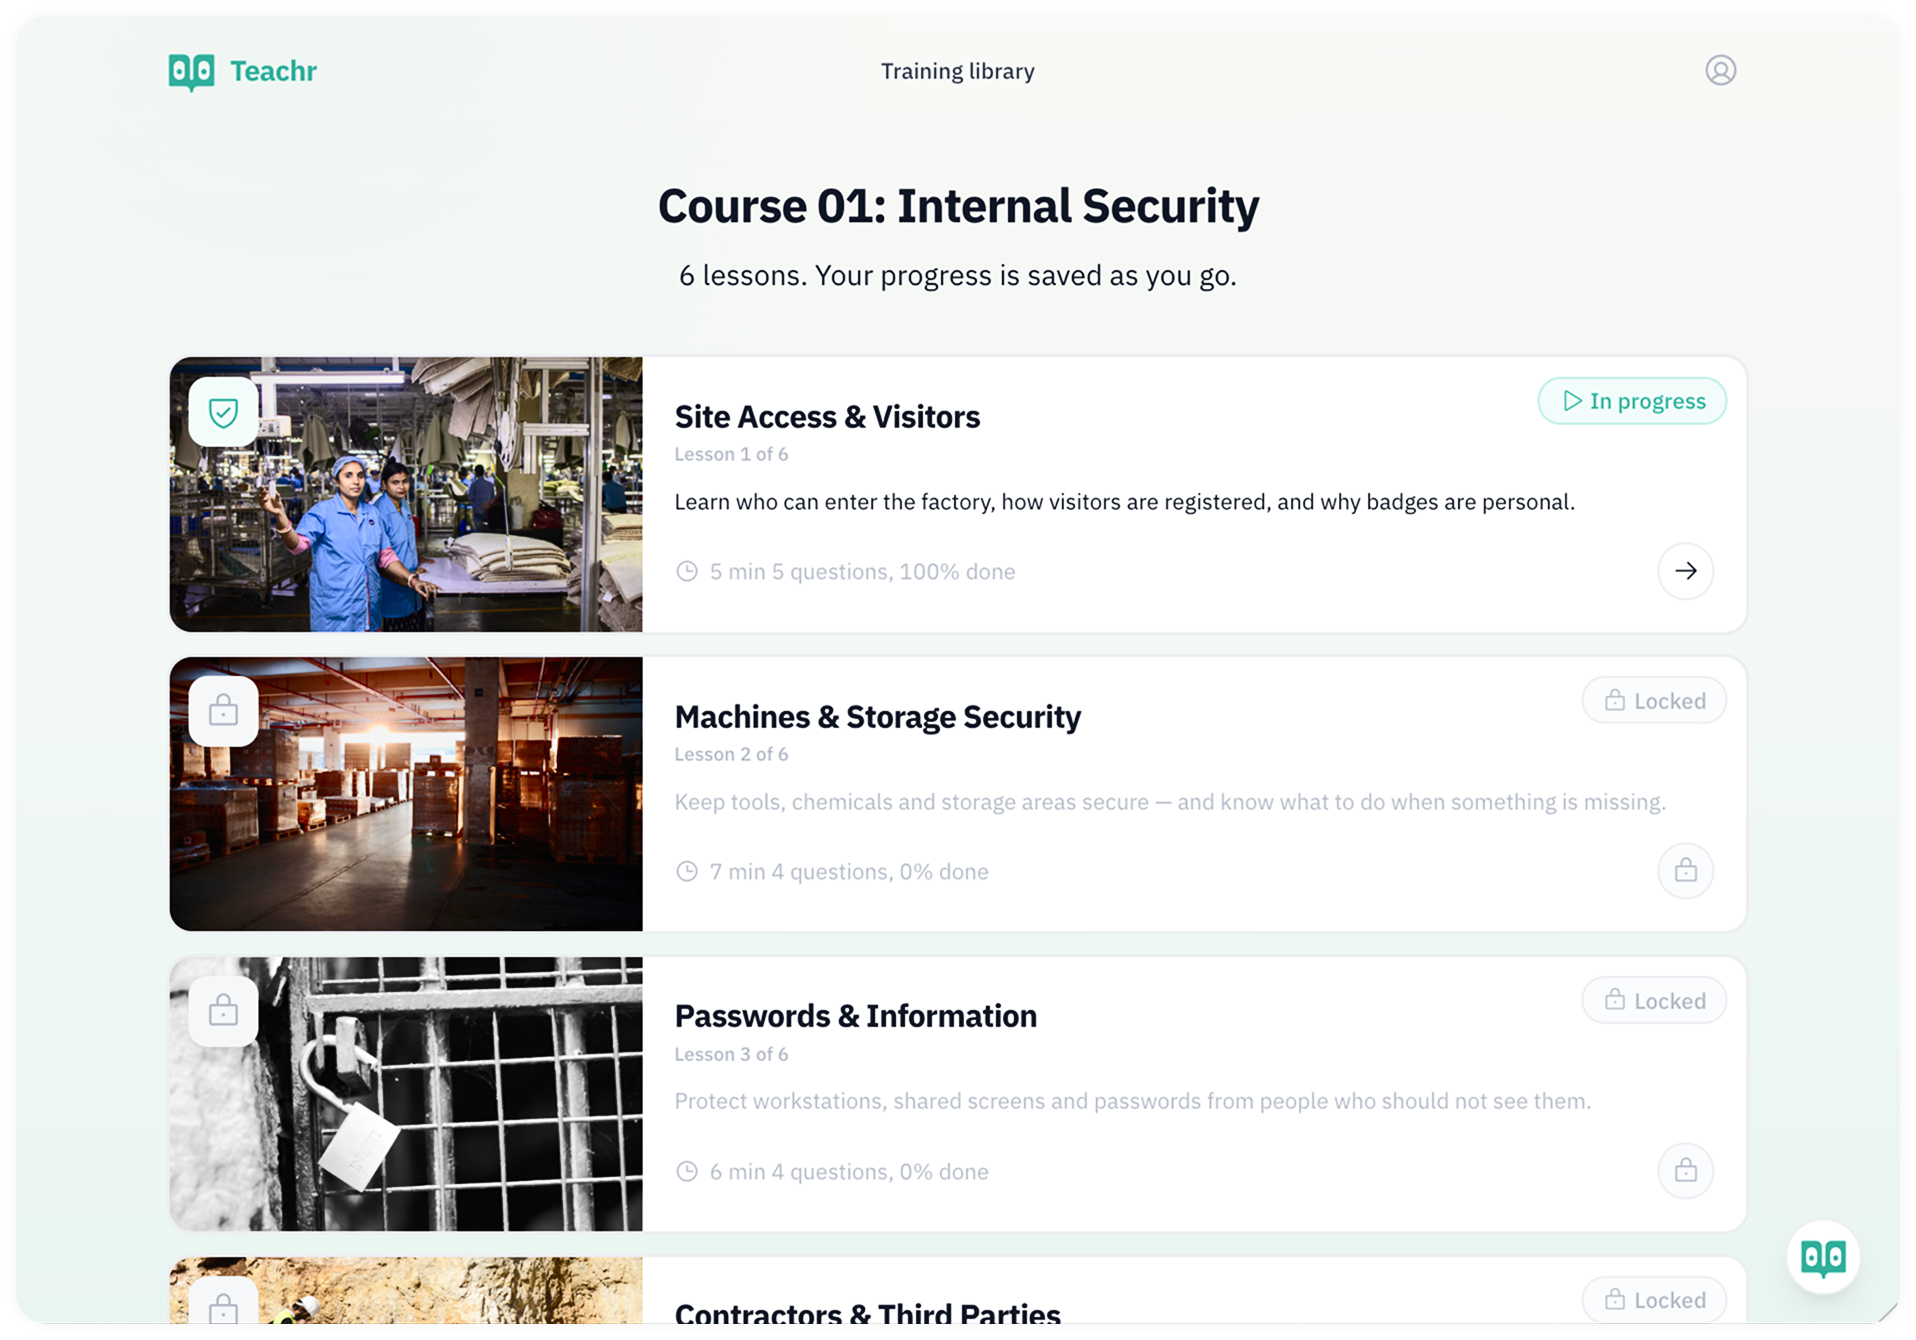 Teachr
Training library
Course 01: Internal Security
6 lessons. Your progress is saved as you go.
In progress
Site Access & Visitors
Lesson 1 of 6
Learn who can enter the factory, how visitors are registered, and why badges are personal.
5 min 5 questions, 100% done
Locked
Machines & Storage Security
Lesson 2 of 6
Keep tools, chemicals and storage areas secure — and know what to do when something is missing.
7 min 4 questions, 0% done
Locked
Passwords & Information
Lesson 3 of 6
Protect workstations, shared screens and passwords from people who should not see them.
6 min 4 questions, 0% done
Locked
Contractors & Third Parties